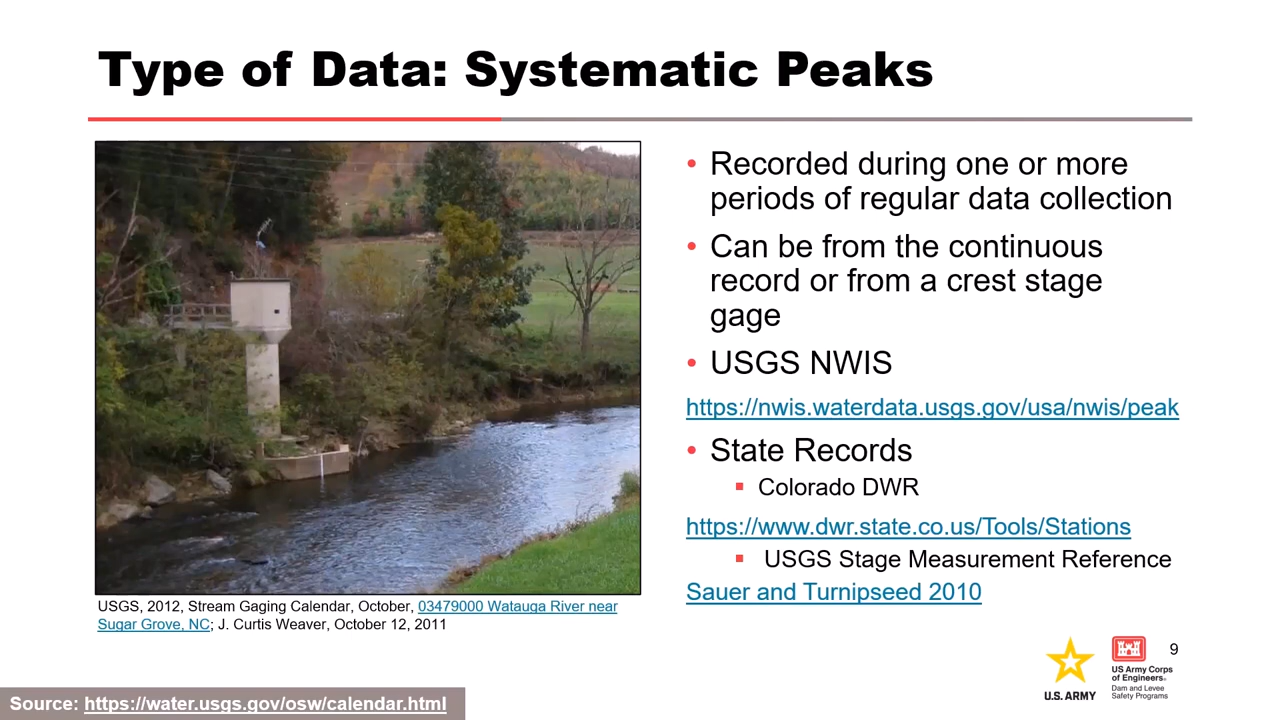 Type of Data: Systematic Peaks
• Recorded during one or more
periods of regular data collection
• Can be from the continuous
record or from a crest stage
gage
• USGS NWIS
https://nwis.waterdata.usgs.gov/usa/nwis/peak
• State Records
▪ Colorado DWR
https://www.dwr.state.co.us/Tools/Stations
▪ USGS Stage Measurement Reference
Sauer and Turnipseed 2010
USGS, 2012, Stream Gaging Calendar, October, 03479000 Watauga River near
Sugar Grove, NC; J. Curtis Weaver, October 12, 2011
9
U.S. ARMY
US Army Corps
of Engineers®
Dam and Levee
Safety Programs
Source: https://water.usgs.gov/osw/calendar.html